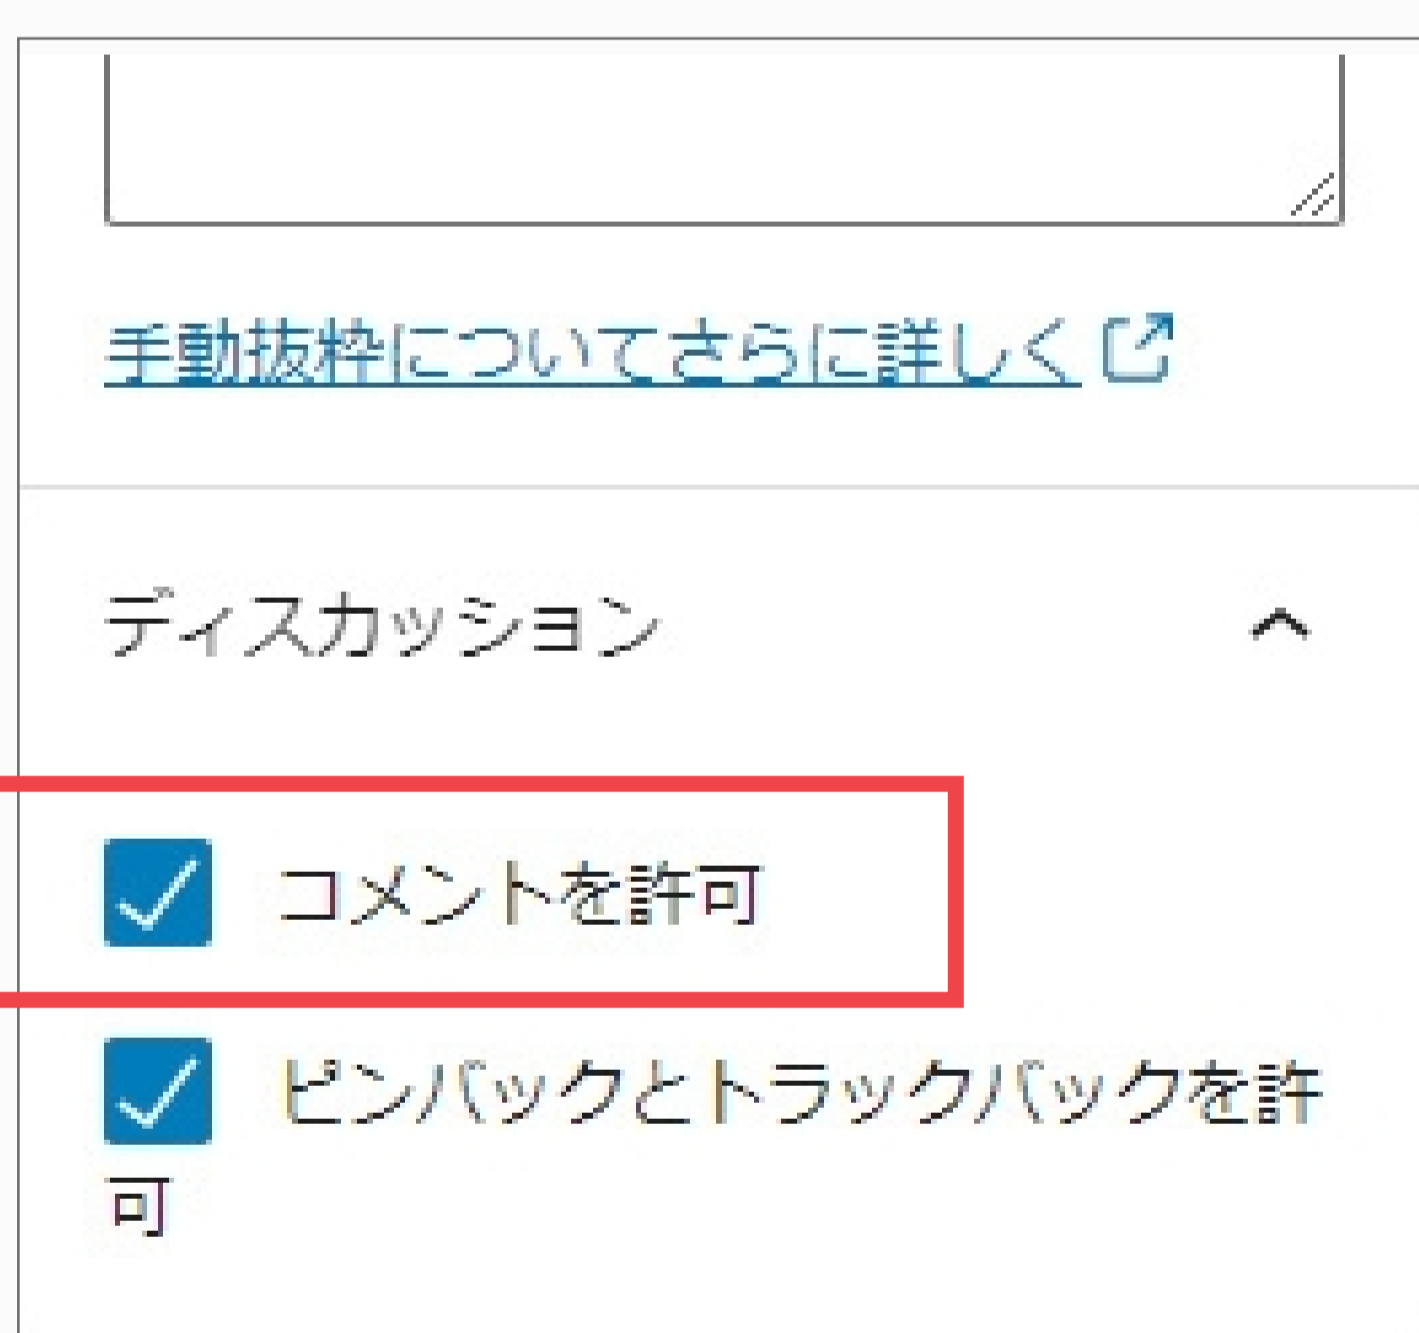 手動抜粋についてさらに詳しく
ディスカッション
コメントを許可
ピンバックとトラックバックを許
可